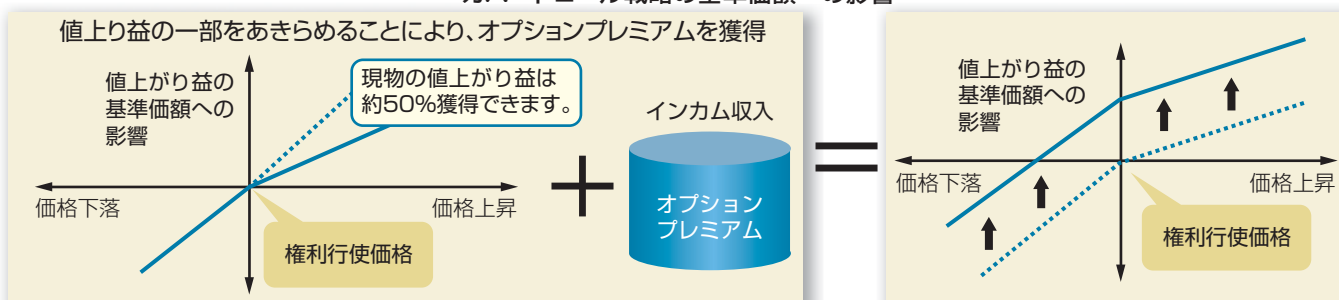 値上り益の一部をあきらめることにより、オプションプレミアムを獲得
値上がり益の
基準価額への
影響
現物の値上がり益は
約50%獲得できます。
価格下落
価格上昇
権利行使価格
+
インカム収入
オプション
プレミアム
=
値上がり益の
基準価額への
影響
価格下落
価格上昇
権利行使価格